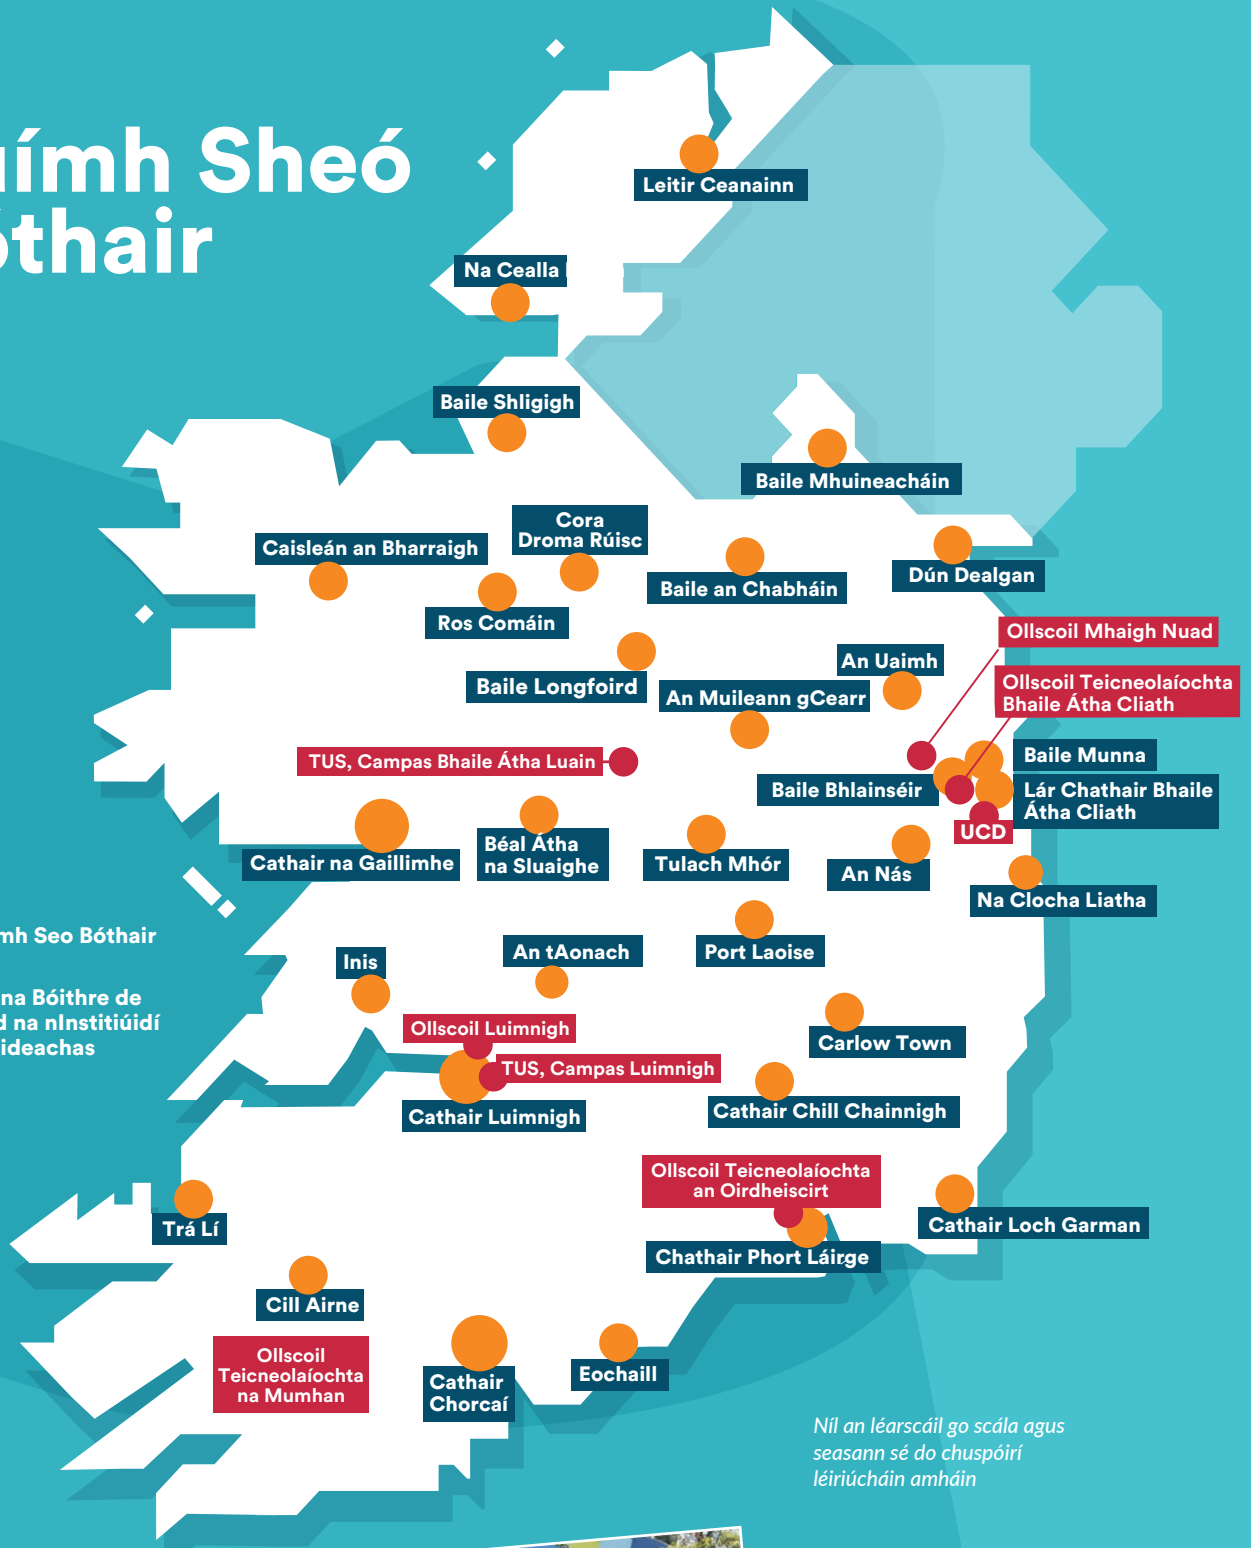 Sheó
Leitir Ceanainn
Na Cealla
Baile Shligigh
Baile Mhuineacháin
Cora
Droma Rúisc
Caisleán an Bharraigh
Baile an Chabháin
Dún Dealgan
Ros Comáin
Ollscoil Mhaigh Nuad
An Uaimh
Baile Longfoird
An Muileann gCearr
Ollscoil Teicneolaíochta
Bhaile Átha Cliath
TUS, Campas Bhaile Átha Luain
Baile Munna
Baile Bhlainséir
Lár Chathair Bhaile
Átha Cliath
UCD
Cathair na Gaillimhe
Béal Átha
na Sluaighe
Tulach Mhór
An Nás
Na Clocha Liatha
Seo Bóthair
na Bóithre de
na nInstitiúidí
Inis
An tAonach
Port Laoise
Ollscoil Luimnigh
TUS, Campas Luimnigh
Cathair Luimnigh
Carlow Town
Cathair Chill Chainnigh
Ollscoil Teicneolaíochta
an Oirdheiscirt
Trá Lí
Cathair Loch Garman
Chathair Phort Láirge
Cill Airne
Ollscoil
Teicneolaíochta
na Mumhan
Cathair
Chorcaí
Eochaill
Níl an léarscáil go scála agus
seasann sé do chuspóirí
léiriúcháin amháin